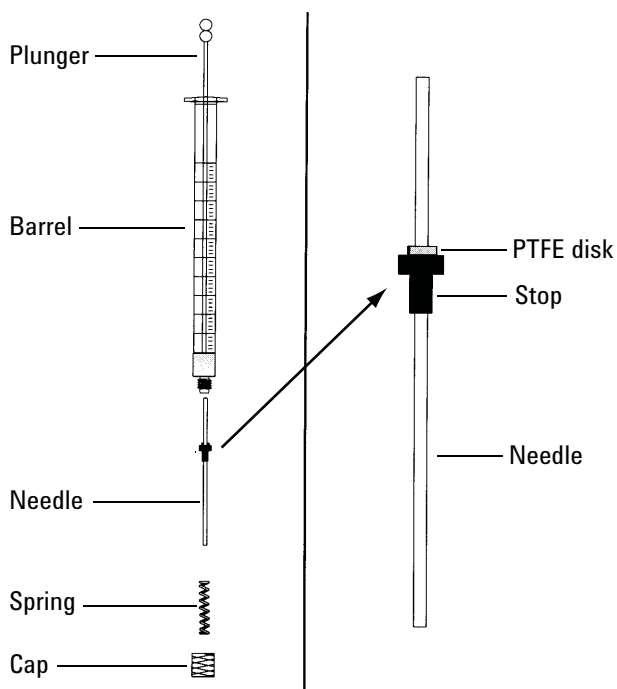 Plunger
Barrel
Needle
Spring
Cap
PTFE disk
Stop
Needle